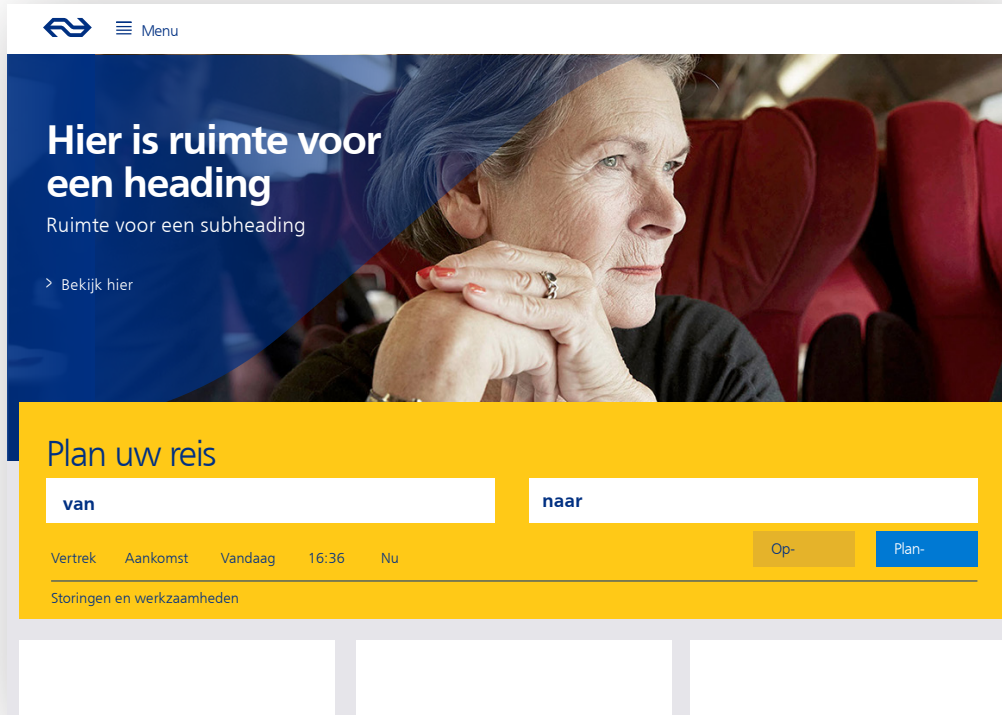 Menu
Hier is ruimte voor
een heading
Ruimte voor een subheading
Bekijk hier
Plan uw reis
van
naar
Vertrek Aankomst Vandaag 16:36 Nu
Op-
Plan-
Storingen en werkzaamheden